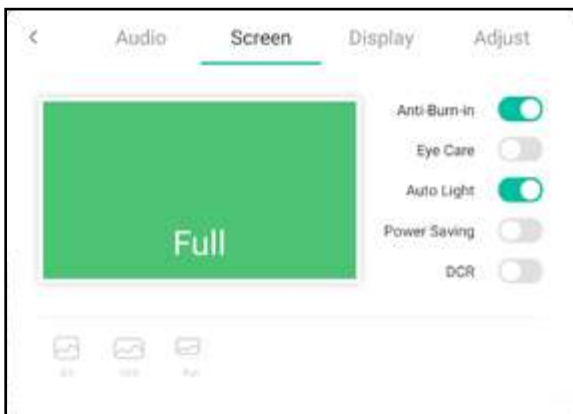 Audio Screen Display Adjust
Anti-Burn-in
Eye Care
Auto Light
Power Saving
DCR
Full